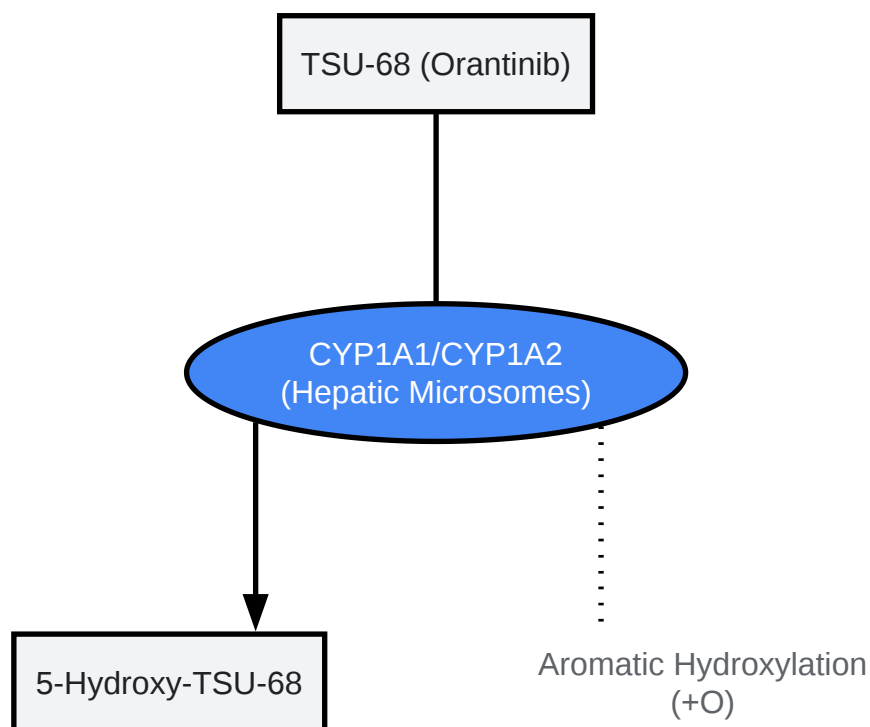 TSU-68 (Orantinib)
CYP1A1/CYP1A2
(Hepatic Microsomes)
5-Hydroxy-TSU-68
Aromatic Hydroxylation
(+O)